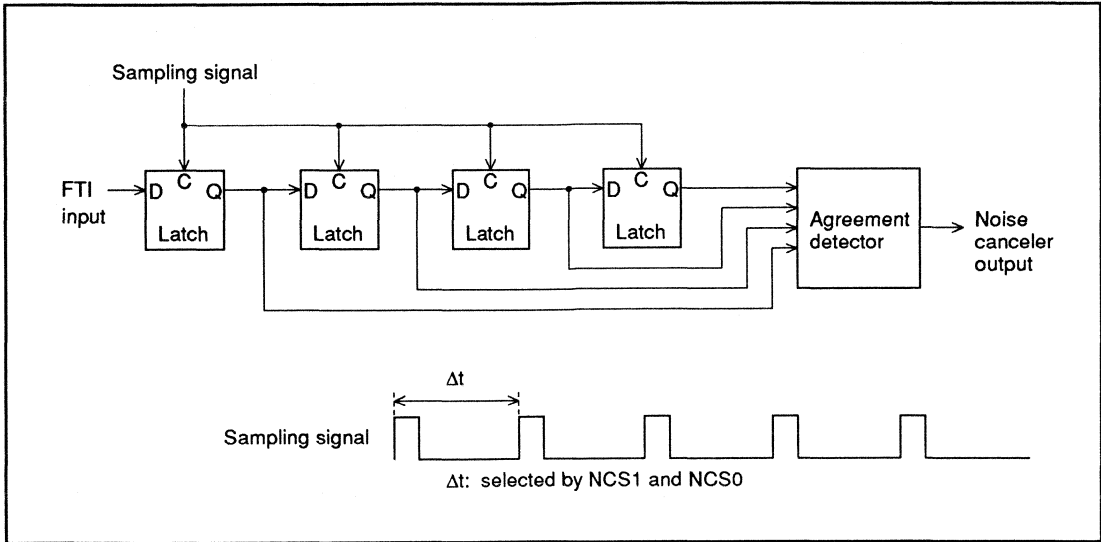 Sampling signal
FTI
input
D C Q
Latch
D C Q
Latch
D C Q
Latch
D C Q
Latch
Agreement
detector
Noise
canceler
output
Δt
Sampling signal
Δt: selected by NCS1 and NCS0